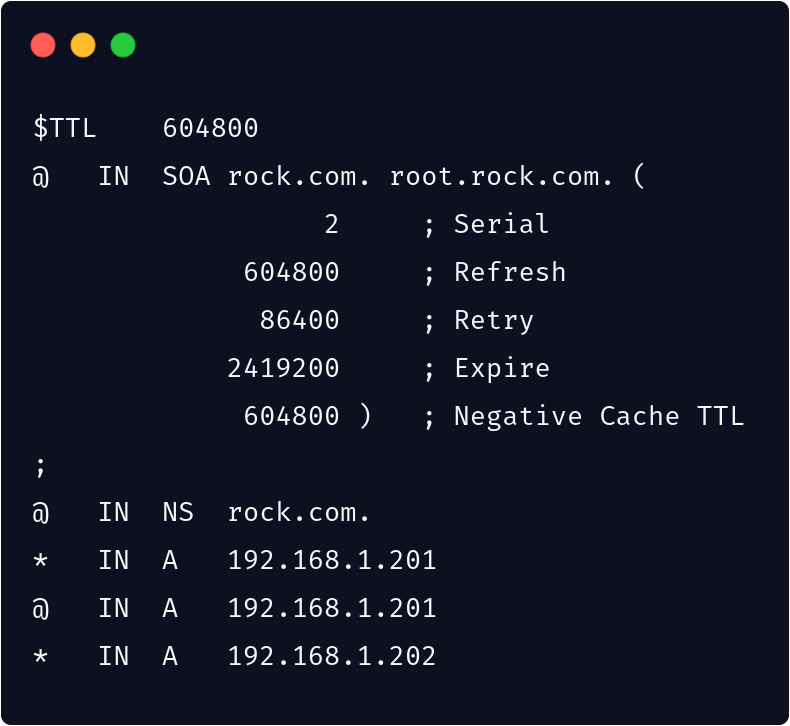 $TTL    604800
@   IN  SOA rock.com. root.rock.com. (
                  2     ; Serial
             604800     ; Refresh
              86400     ; Retry
            2419200     ; Expire
             604800 )   ; Negative Cache TTL
;
@   IN  NS  rock.com.
*   IN  A   192.168.1.201
@   IN  A   192.168.1.201
*   IN  A   192.168.1.202